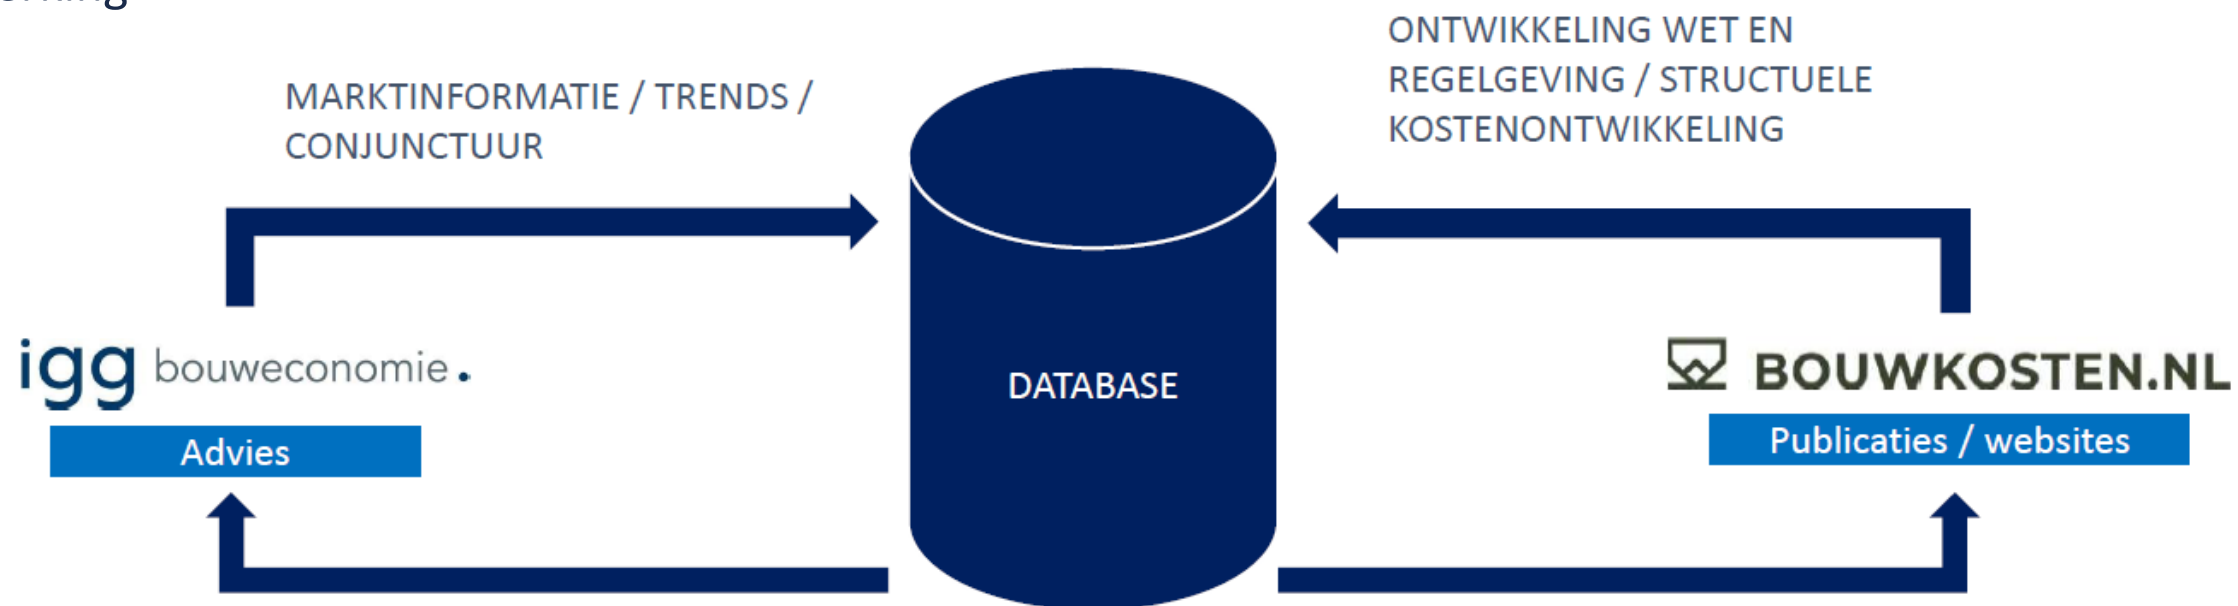 ONTWIKKELING WET EN
REGELGEVING / STRUCTUELE
KOSTENONTWIKKELING
MARKTINFORMATIE / TRENDS /
CONJUNCTUUR
igg bouweconomie.
Advies
DATABASE
BOUWKOSTEN.NL
Publicaties / websites